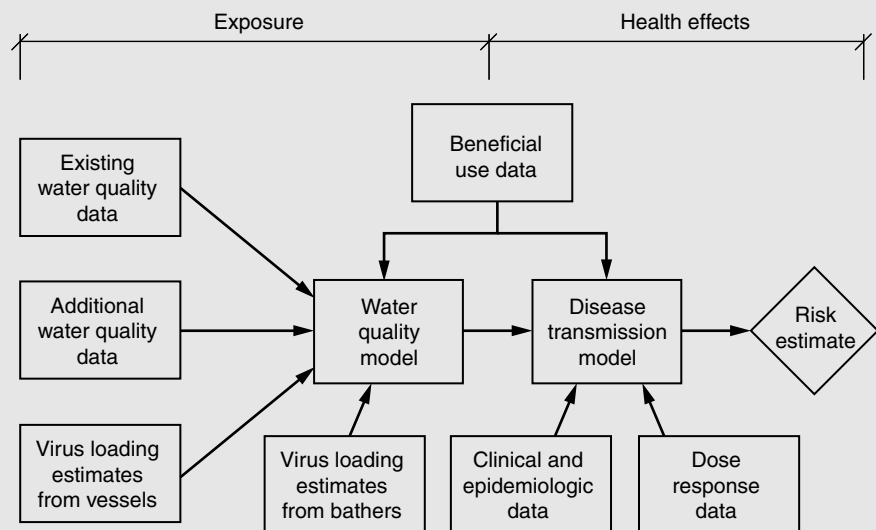 Exposure
Health effects
Beneficial
use data
Existing
water quality
data
Additional
water quality
data
Water
quality
model
Disease
transmission
model
Risk
estimate
Virus loading
estimates
from vessels
Virus loading
estimates
from bathers
Clinical and
epidemiologic
data
Dose
response
data